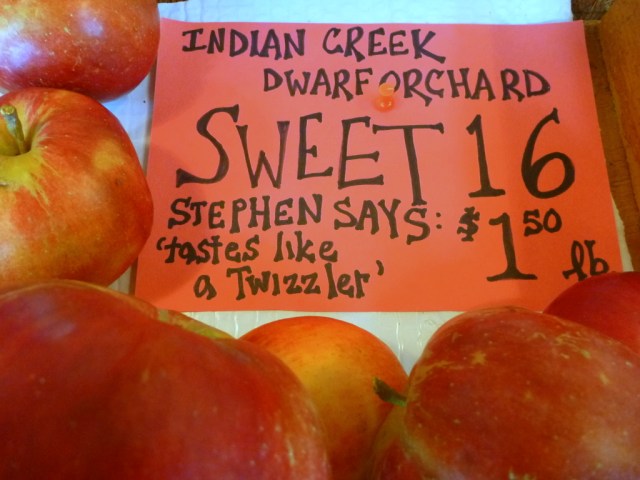 INDIAN CREEK
DWARF ORCHARD
SWEET 16
STEPHEN SAYS: $1.50 lb
'tastes like
a Twizzler'